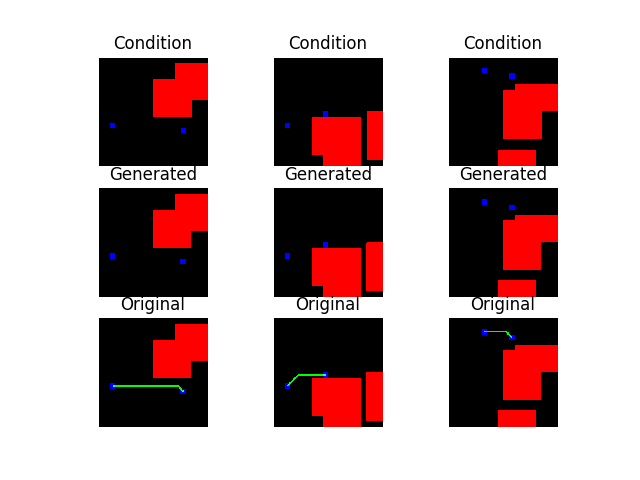 Condition Condition Condition
Generated Generated Generated
Original Original Original